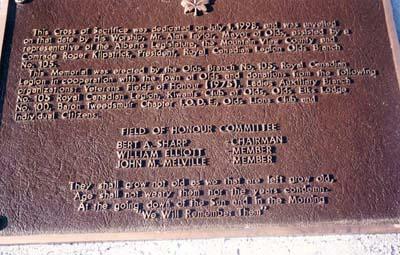 This Cross of Sacrifice was dedicated on July 1, 1995, and was unveiled
on that date by His Worship, Mr. Mayor of Olds, assisted by a
representative of the Alberta Legislature, the Mountain View County and
Comrade Roger Kilpatrick, President, Royal Canadian Legion, Olds Branch
No. 105.
This Memorial was erected by the Olds Branch No. 105, Royal Canadian
Legion in cooperation with the town of Olds and donations from the following
organizations: Veterans Fields of Honour (1975), Ladies Auxiliary Branch
No. 105 Royal Canadian Legion, Kiwanis Club of Olds, Olds Elks Lodge
No. 100, Baron Woodsmuir Chapter I.O.D.E, Olds Lions Club and
Individual Citizens.
FIELD OF HONOUR COMMITTEE
BERT A. SHARP CHAIRMAN
WILLIAM ELLIOTT MEMBER
JOHN M. MELVILLE MEMBER
They shall grow not old as we that are left grow old,
Age shall not weary them nor the years condemn.
At the going down of the Sun and in the Morning
"We Will Remember Them"